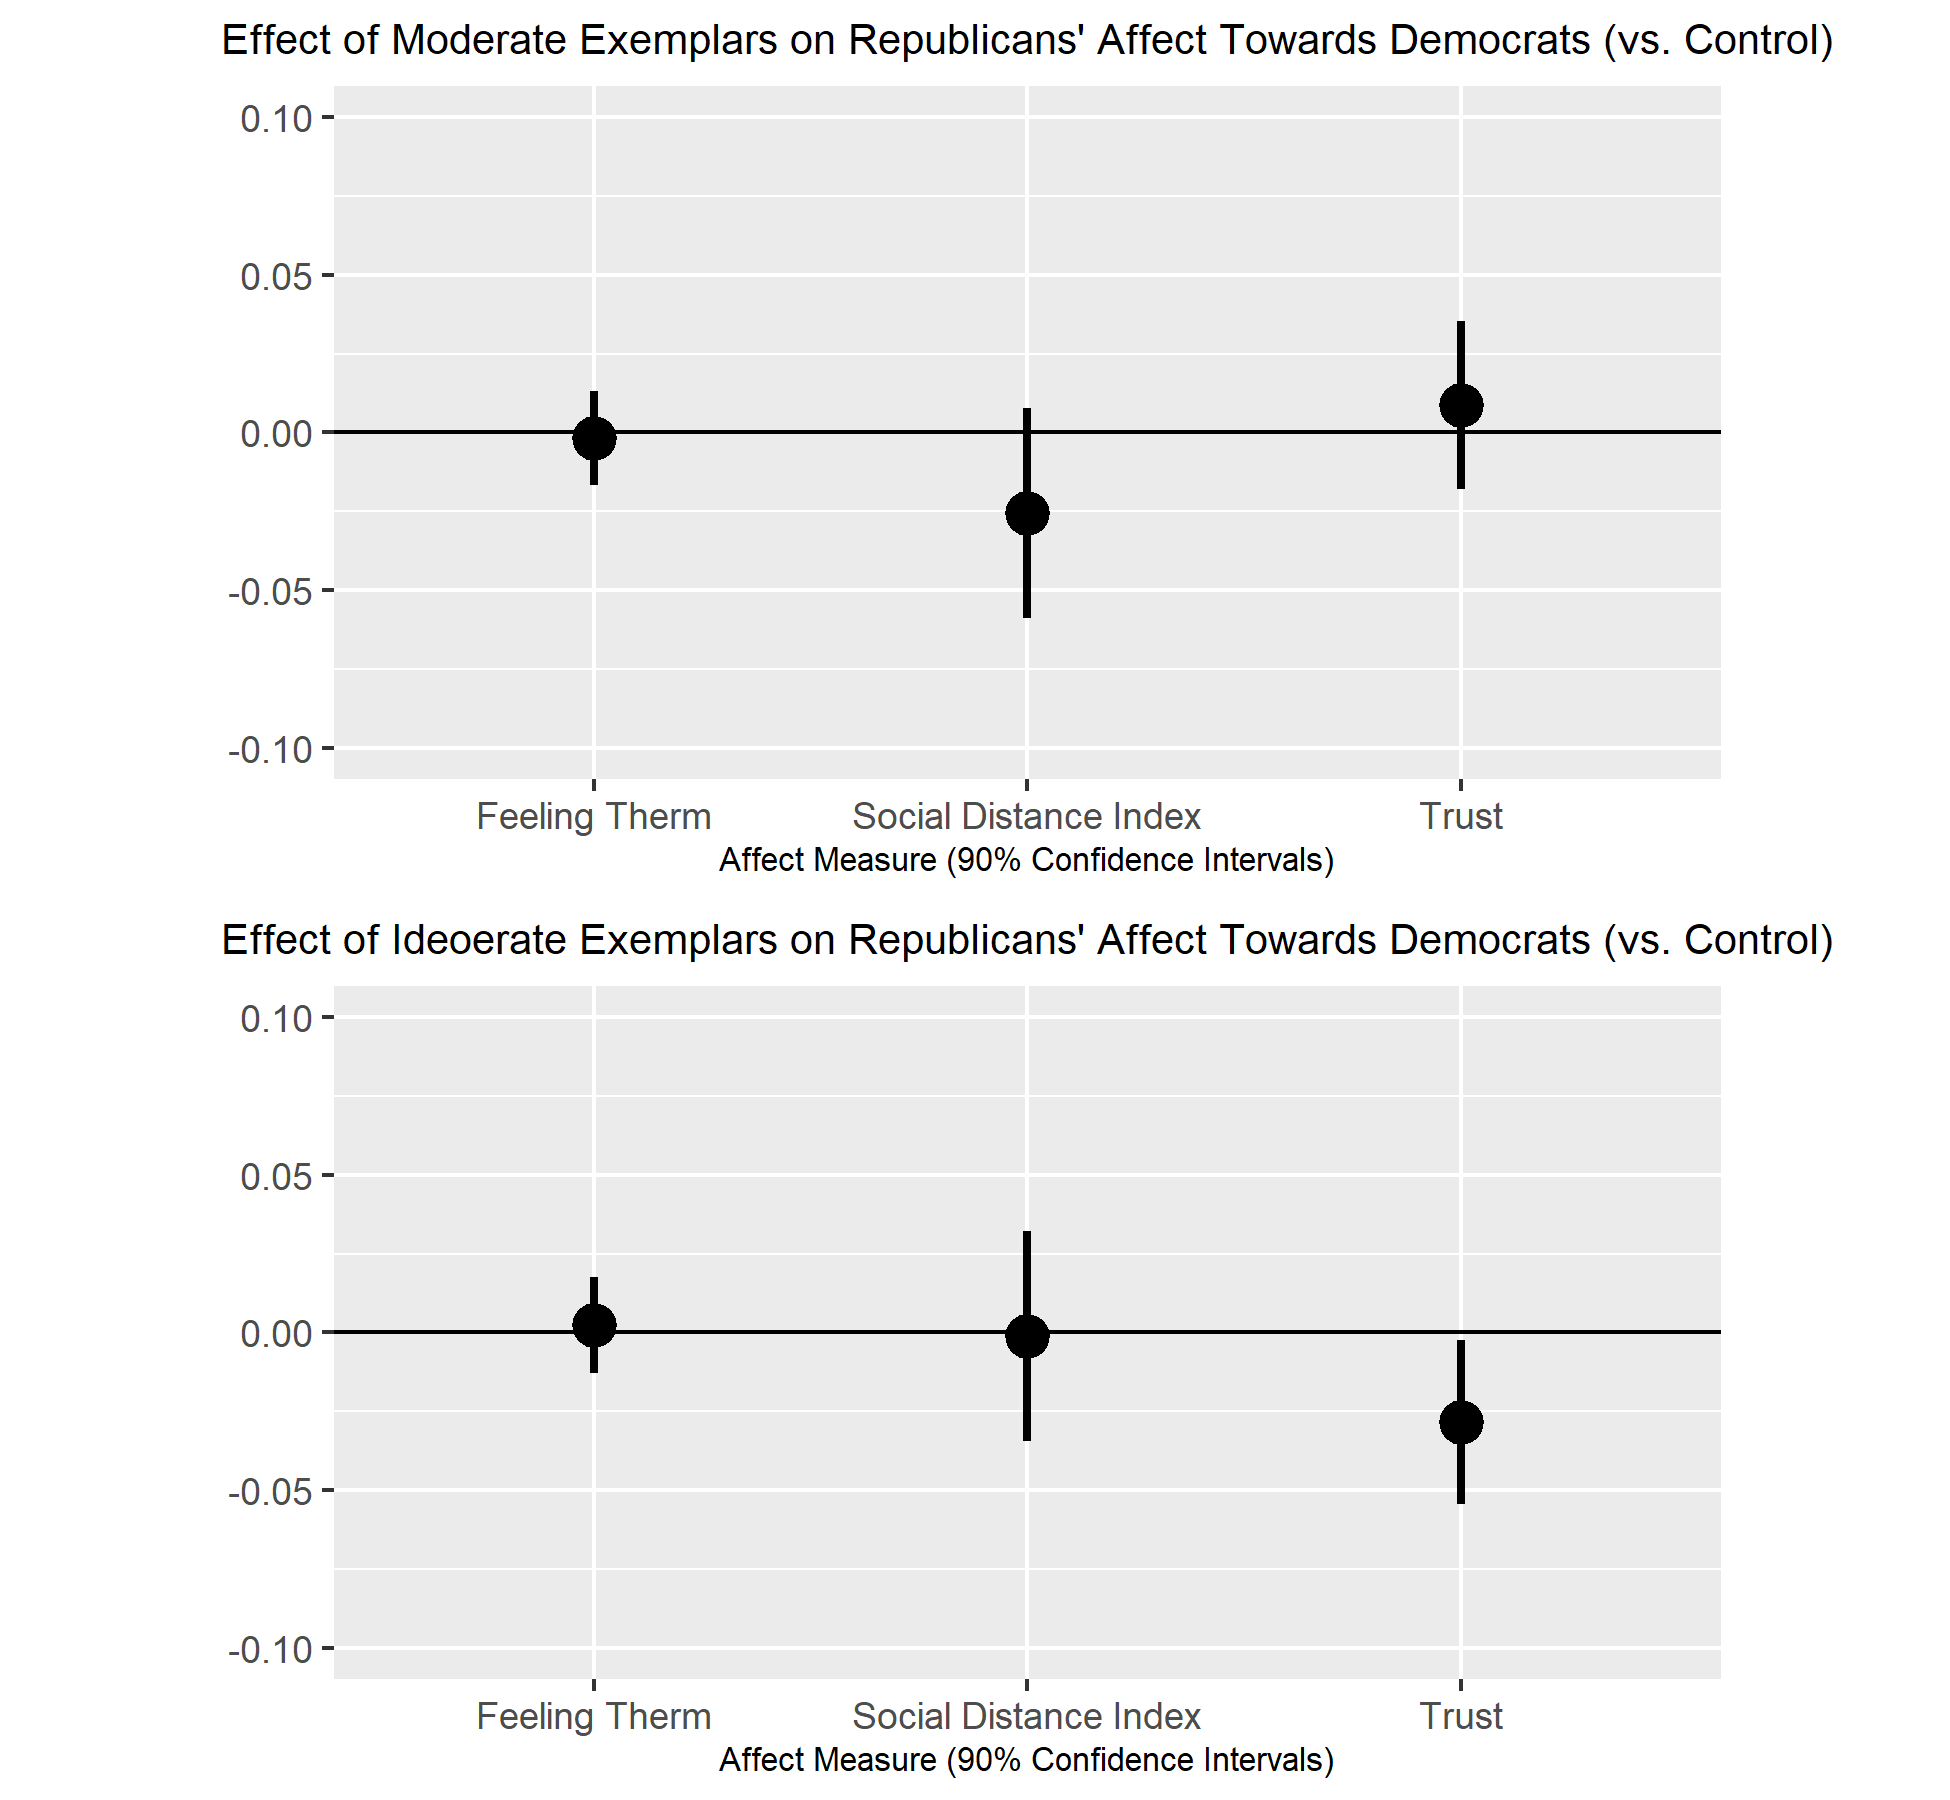 Effect of Moderate Exemplars on Republicans' Affect Towards Democrats (vs. Control)
0.10
0.05
0.00
-0.05
-0.10
Feeling Therm Social Distance Index Trust
Affect Measure (90% Confidence Intervals)
Effect of Ideoerate Exemplars on Republicans' Affect Towards Democrats (vs. Control)
0.10
0.05
0.00
-0.05
-0.10
Feeling Therm Social Distance Index Trust
Affect Measure (90% Confidence Intervals)